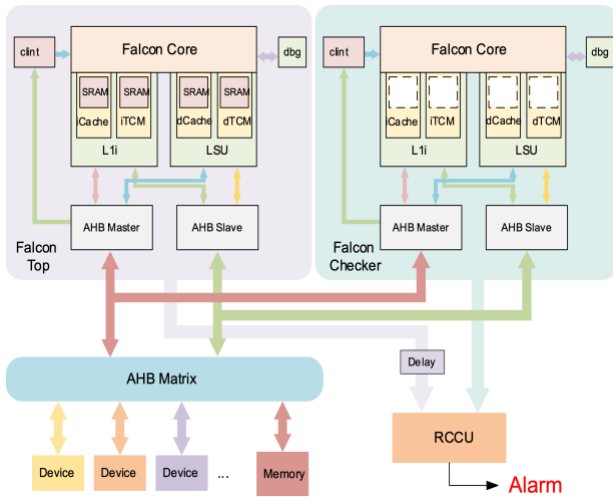 clint
Falcon Core
dbg
SRAM
SRAM
SRAM
SRAM
iCache
iTCM
dCache
dTCM
L1i
LSU
AHB Master
AHB Slave
Falcon
Top
clint
Falcon Core
dbg
iCache
iTCM
dCache
dTCM
L1i
LSU
AHB Master
AHB Slave
Falcon
Checker
Delay
AHB Matrix
RCCU
Device
Device
Device
...
Memory
Alarm